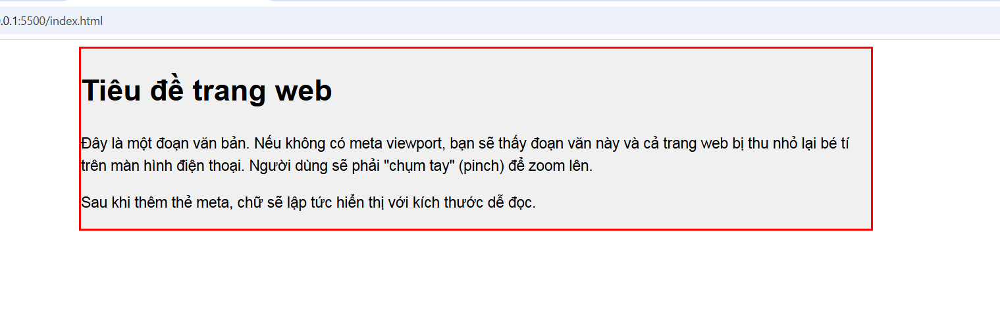 .0.1:5500/index.html
Tiêu đề trang web
Đây là một đoạn văn bản. Nếu không có meta viewport, bạn sẽ thấy đoạn văn này và cả trang web bị thu nhỏ lại bé tí
trên màn hình điện thoại. Người dùng sẽ phải "chụm tay" (pinch) để zoom lên.
Sau khi thêm thẻ meta, chữ sẽ lập tức hiển thị với kích thước dễ đọc.